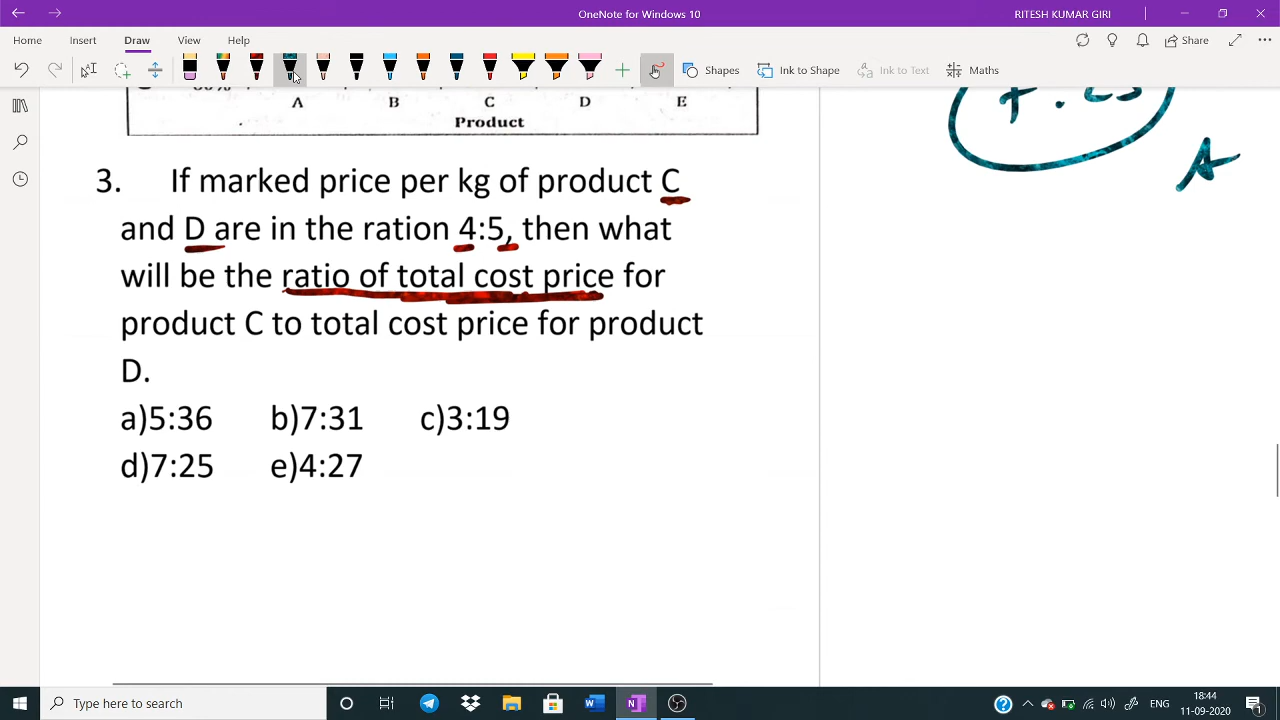 OneNote for Windows 10
RITESH KUMAR GIRI
Home Insert Draw View Help
Share
Shapes Ink to Shape Ink to Text Maths
A B C D E
Product
3. If marked price per kg of product C
and D are in the ration 4:5, then what
will be the ratio of total cost price for
product C to total cost price for product
D.
a)5:36 b)7:31 c)3:19
d)7:25 e)4:27
A
Type here to search
ENG
18:44
11-09-2020